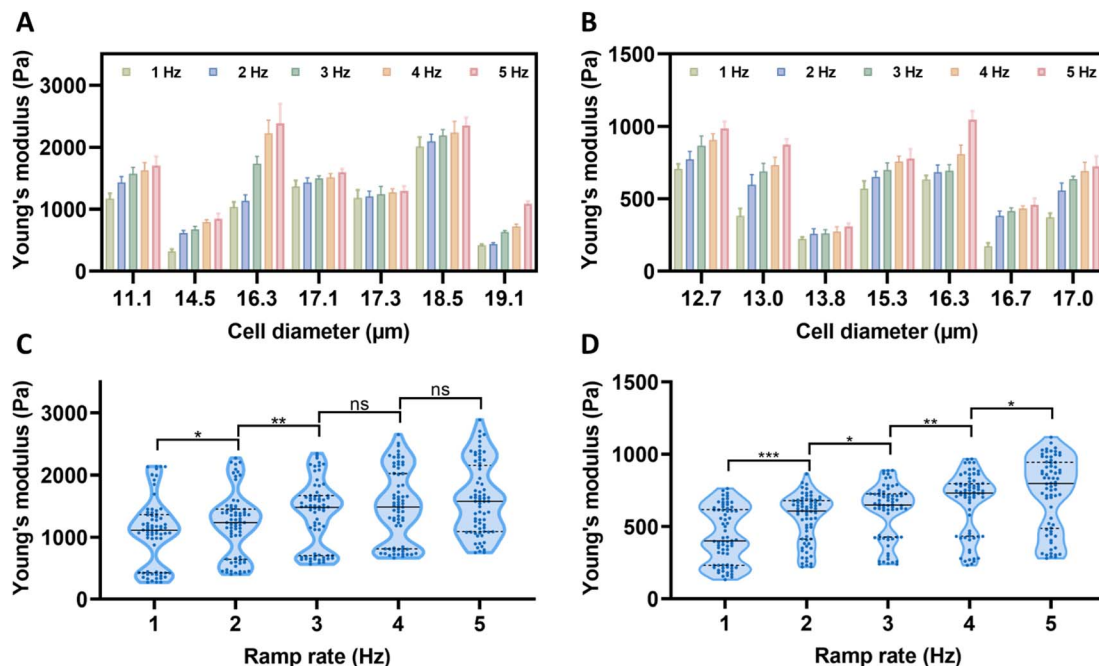 A
Young's modulus (Pa)
3000
2000
1000
0
1 Hz 2 Hz 3 Hz 4 Hz 5 Hz
11.1 14.5 16.3 17.1 17.3 18.5 19.1
Cell diameter (µm)
B
Young's modulus (Pa)
1500
1000
500
0
1 Hz 2 Hz 3 Hz 4 Hz 5 Hz
12.7 13.0 13.8 15.3 16.3 16.7 17.0
Cell diameter (µm)
C
Young's modulus (Pa)
3000
2000
1000
0
* ** ns ns
1 2 3 4 5
Ramp rate (Hz)
D
Young's modulus (Pa)
1500
1000
500
0
*** * ** *
1 2 3 4 5
Ramp rate (Hz)